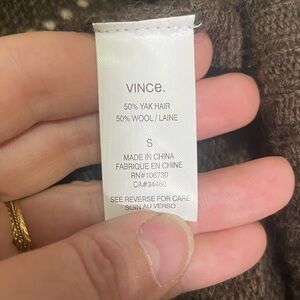 VINCE.
50% YAK HAIR
50% WOOL / LAINE
S
MADE IN CHINA
FABRIQUE EN CHINE
RN#106730
CA#34460
SEE REVERSE FOR CARE
SOIN AU VERSO